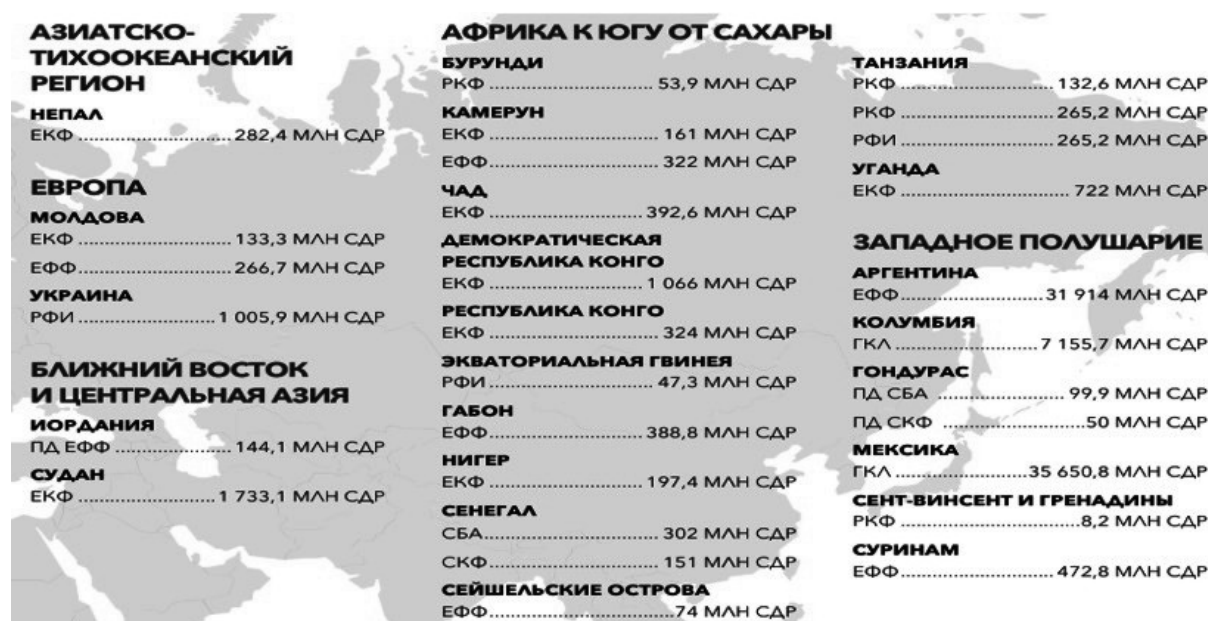 АЗИАТСКО-
ТИХООКЕАНСКИЙ
РЕГИОН
НЕПАЛ
ЕКФ ............................ 282,4 МЛН СДР
ЕВРОПА
МОЛДОВА
ЕКФ ............................ 133,3 МЛН СДР
ЕФФ............................ 266,7 МЛН СДР
УКРАИНА
РФИ ......................... 1 005,9 МЛН СДР
БЛИЖНИЙ ВОСТОК
И ЦЕНТРАЛЬНАЯ АЗИЯ
ИОРДАНИЯ
ПД ЕФФ ..................... 144,1 МЛН СДР
СУДАН
ЕКФ ......................... 1 733,1 МЛН СДР
АФРИКА К ЮГУ ОТ САХАРЫ
БУРУНДИ
РКФ .............................. 53,9 МЛН СДР
КАМЕРУН
ЕКФ ............................... 161 МЛН СДР
ЕФФ............................... 322 МЛН СДР
ЧАД
ЕКФ ............................ 392,6 МЛН СДР
ДЕМОКРАТИЧЕСКАЯ
РЕСПУБЛИКА КОНГО
ЕКФ ............................ 1 066 МЛН СДР
РЕСПУБЛИКА КОНГО
ЕКФ ............................... 324 МЛН СДР
ЭКВАТОРИАЛЬНАЯ ГВИНЕЯ
РФИ .............................. 47,3 МЛН СДР
ГАБОН
ЕФФ............................ 388,8 МЛН СДР
НИГЕР
ЕКФ ............................ 197,4 МЛН СДР
СЕНЕГАЛ
СБА................................ 302 МЛН СДР
СКФ ............................... 151 МЛН СДР
СЕЙШЕЛЬСКИЕ ОСТРОВА
ЕФФ..................................74 МЛН СДР
ТАНЗАНИЯ
РКФ ............................ 132,6 МЛН СДР
РКФ ............................ 265,2 МЛН СДР
РФИ ............................ 265,2 МЛН СДР
УГАНДА
ЕКФ ............................... 722 МЛН СДР
ЗАПАДНОЕ ПОЛУШАРИЕ
АРГЕНТИНА
ЕФФ..........................31 914 МЛН СДР
КОЛУМБИЯ
ГКЛ .......................... 7 155,7 МЛН СДР
ГОНДУРАС
ПД СБА ....................... 99,9 МЛН СДР
ПД СКФ ..........................50 МЛН СДР
МЕКСИКА
ГКЛ ........................35 650,8 МЛН СДР
СЕНТ-ВИНСЕНТ И ГРЕНАДИНЫ
РКФ .................................8,2 МЛН СДР
СУРИНАМ
ЕФФ............................ 472,8 МЛН СДР